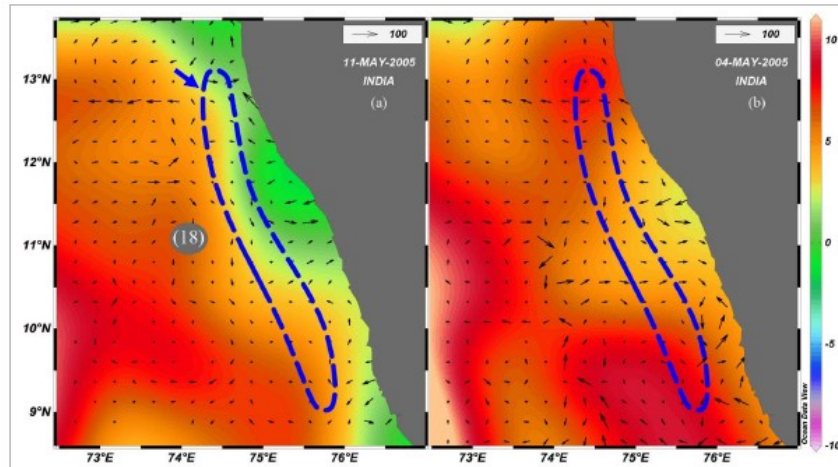 100
11-MAY-2005
INDIA
(a)
(18)
13°N
12°N
11°N
10°N
9°N
73°E
74°E
75°E
76°E
100
04-MAY-2005
INDIA
(b)
73°E
74°E
75°E
76°E
10
5
0
-5
-10
Ocean Data View